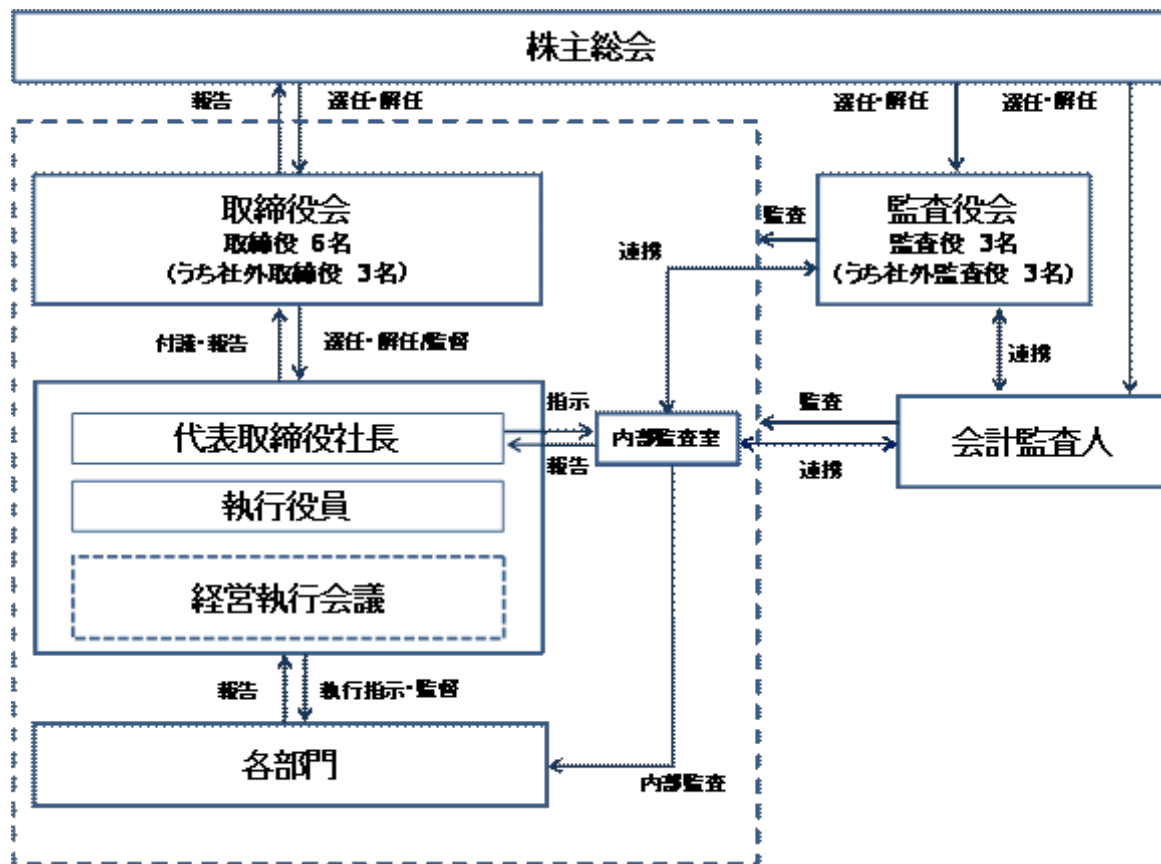 株主総会
報告
選任・解任
選任・解任
選任・解任
取締役会
取締役 6名
(うち社外取締役 3名)
監査役会
監査役 3名
(うち社外監査役 3名)
監査
連携
付議・報告
選任・解任/監督
連携
代表取締役社長
指示
報告
内部監査室
監査
連携
会計監査人
執行役員
経営執行会議
報告
執行指示・監督
各部門
内部監査